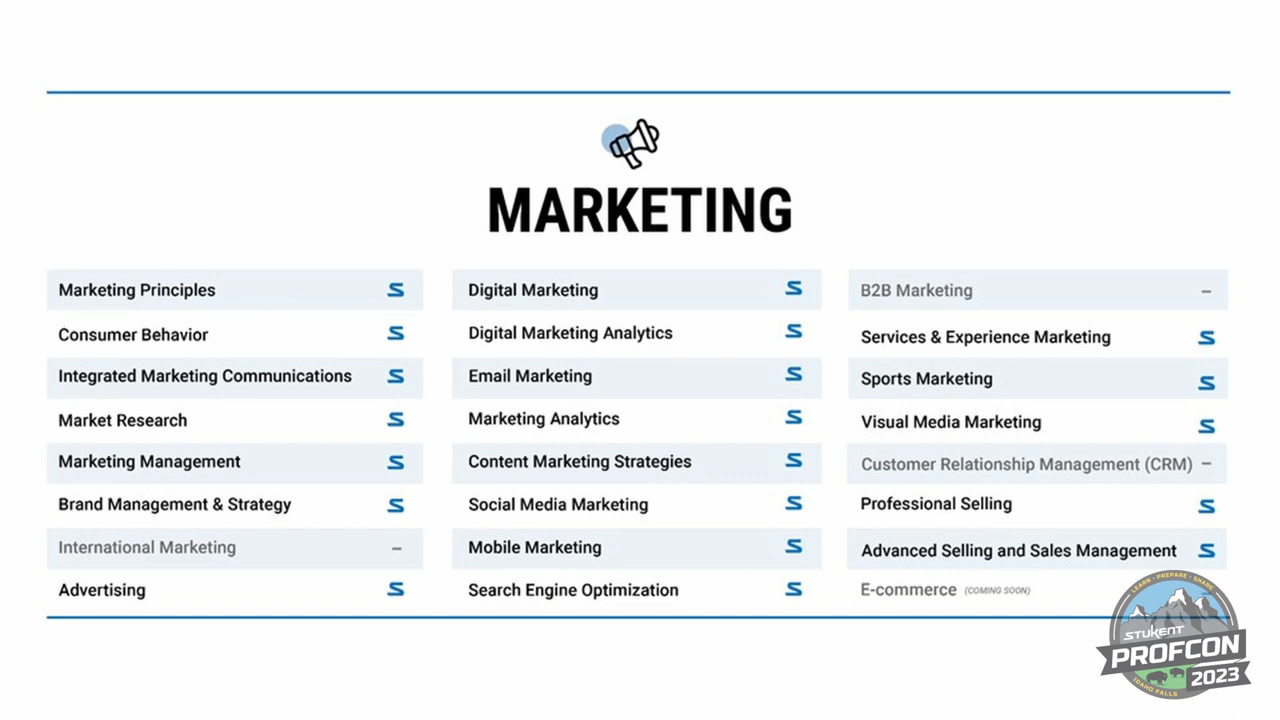 MARKETING
Marketing Principles
Consumer Behavior
Integrated Marketing Communications
Market Research
Marketing Management
Brand Management & Strategy
International Marketing –
Advertising
Digital Marketing
Digital Marketing Analytics
Email Marketing
Marketing Analytics
Content Marketing Strategies
Social Media Marketing
Mobile Marketing
Search Engine Optimization
B2B Marketing –
Services & Experience Marketing
Sports Marketing
Visual Media Marketing
Customer Relationship Management (CRM) –
Professional Selling
Advanced Selling and Sales Management
E-commerce (COMING SOON)
LEARN · PREPARE · SHARE
STUKENT
PROFCON
2023
IDAHO FALLS